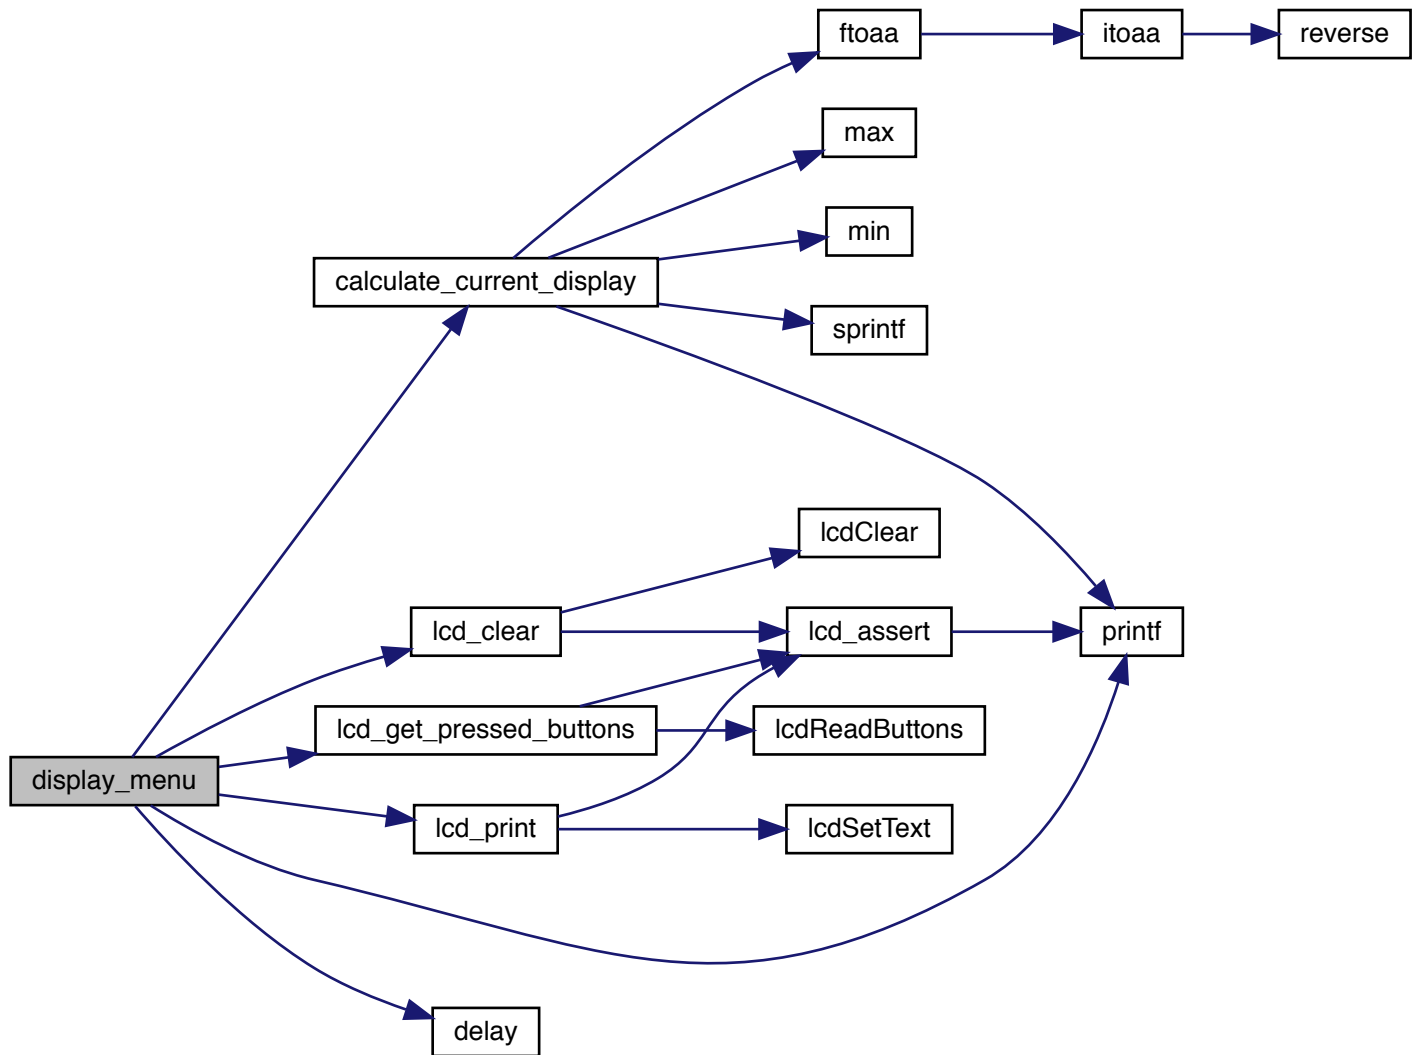 ftoaa
itoaa
reverse
max
min
calculate_current_display
sprintf
lcdClear
lcd_clear
lcd_assert
printf
lcd_get_pressed_buttons
lcdReadButtons
display_menu
lcd_print
lcdSetText
delay